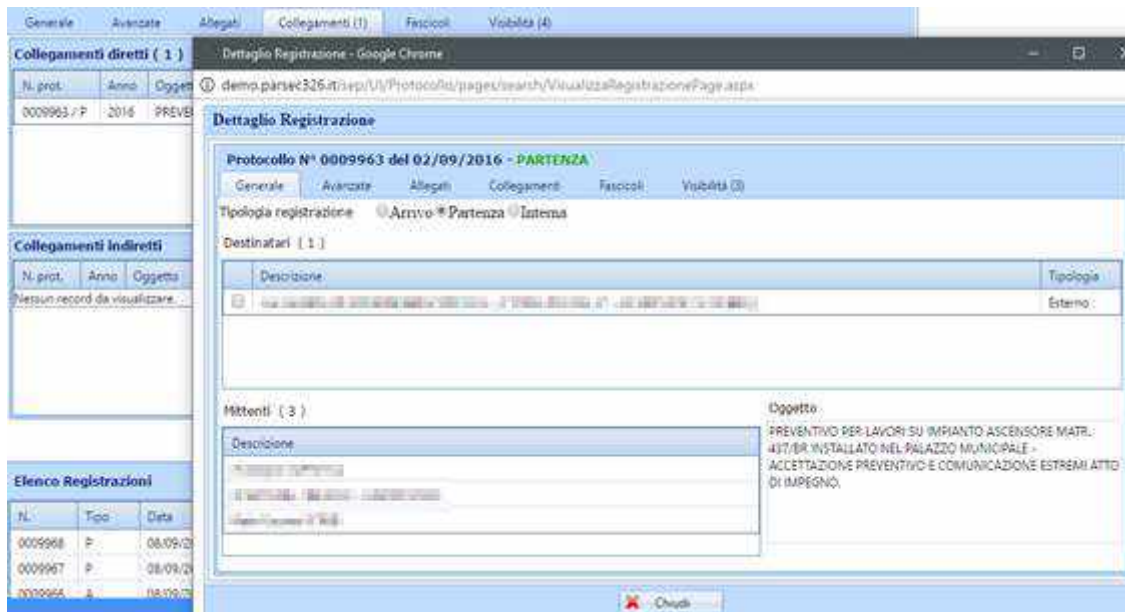 Generale Avanzate Allegati Collegamenti (1) Fascicoli Visibilità (4)
Collegamenti diretti ( 1 )
N. prot. Anno Oggett
0009963 / P 2016 PREVE
Collegamenti indiretti
N. prot. Anno Oggetto
Nessun record da visualizzare.
Elenco Registrazioni
N. Tipo Data
0009968 P 08/09/2
0009967 P 08/09/2
0009966 A 08/09/2
Dettaglio Registrazione - Google Chrome
demo.parsec326.it/sep/UI/Protocollo/pages/search/VisualizzaRegistrazionePage.aspx
Dettaglio Registrazione
Protocollo N° 0009963 del 02/09/2016 - PARTENZA
Generale Avanzate Allegati Collegamenti Fascicoli Visibilità (3)
Tipologia registrazione Arrivo Partenza Interna
Destinatari ( 1 )
Descrizione Tipologia
Esterno
Mittenti ( 3 )
Descrizione
Oggetto
PREVENTIVO PER LAVORI SU IMPIANTO ASCENSORE MATR.
437/BR INSTALLATO NEL PALAZZO MUNICIPALE -
ACCETTAZIONE PREVENTIVO E COMUNICAZIONE ESTREMI ATTO
DI IMPEGNO.
Chiudi